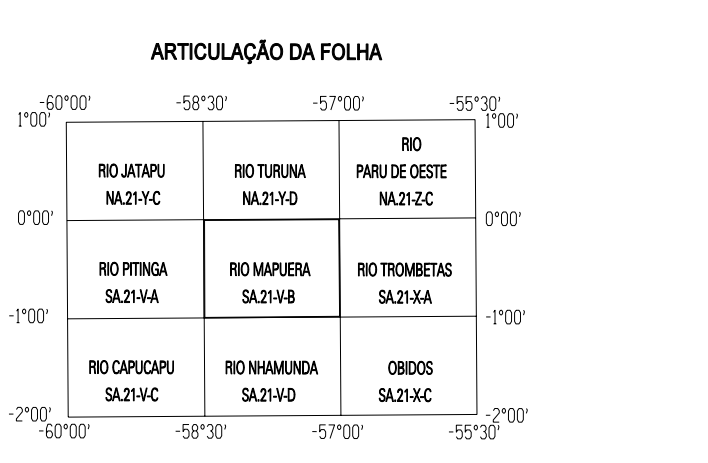 ARTICULAÇÃO DA FOLHA
-60°00' -58°30' -57°00' -55°30'
1°00' 1°00'
RIO JATAPU
NA.21-Y-C
RIO TURUNA
NA.21-Y-D
RIO
PARU DE OESTE
NA.21-Z-C
0°00' 0°00'
RIO PITINGA
SA.21-V-A
RIO MAPUERA
SA.21-V-B
RIO TROMBETAS
SA.21-X-A
-1°00' -1°00'
RIO CAPUCAPU
SA.21-V-C
RIO NHAMUNDA
SA.21-V-D
OBIDOS
SA.21-X-C
-2°00' -2°00'
-60°00' -58°30' -57°00' -55°30'